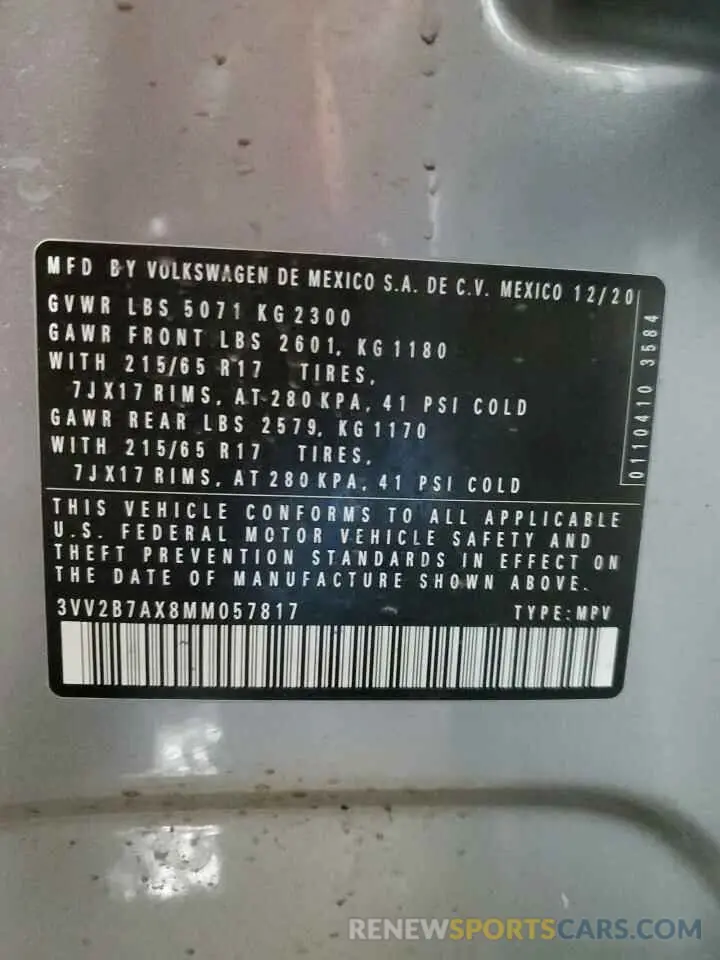 MFD BY VOLKSWAGEN DE MEXICO S.A. DE C.V. MEXICO 12/20
GVWR LBS 5071 KG 2300
GAWR FRONT LBS 2601, KG 1180
WITH 215/65 R17 TIRES,
7JX17 RIMS, AT 280 KPA, 41 PSI COLD
GAWR REAR LBS 2579, KG 1170
WITH 215/65 R17 TIRES,
7JX17 RIMS, AT 280 KPA, 41 PSI COLD
0110410 3584
THIS VEHICLE CONFORMS TO ALL APPLICABLE
U.S. FEDERAL MOTOR VEHICLE SAFETY AND
THEFT PREVENTION STANDARDS IN EFFECT ON
THE DATE OF MANUFACTURE SHOWN ABOVE.
3VV2B7AX8MM057817 TYPE: MPV
RENEWSPORTSCARS.COM